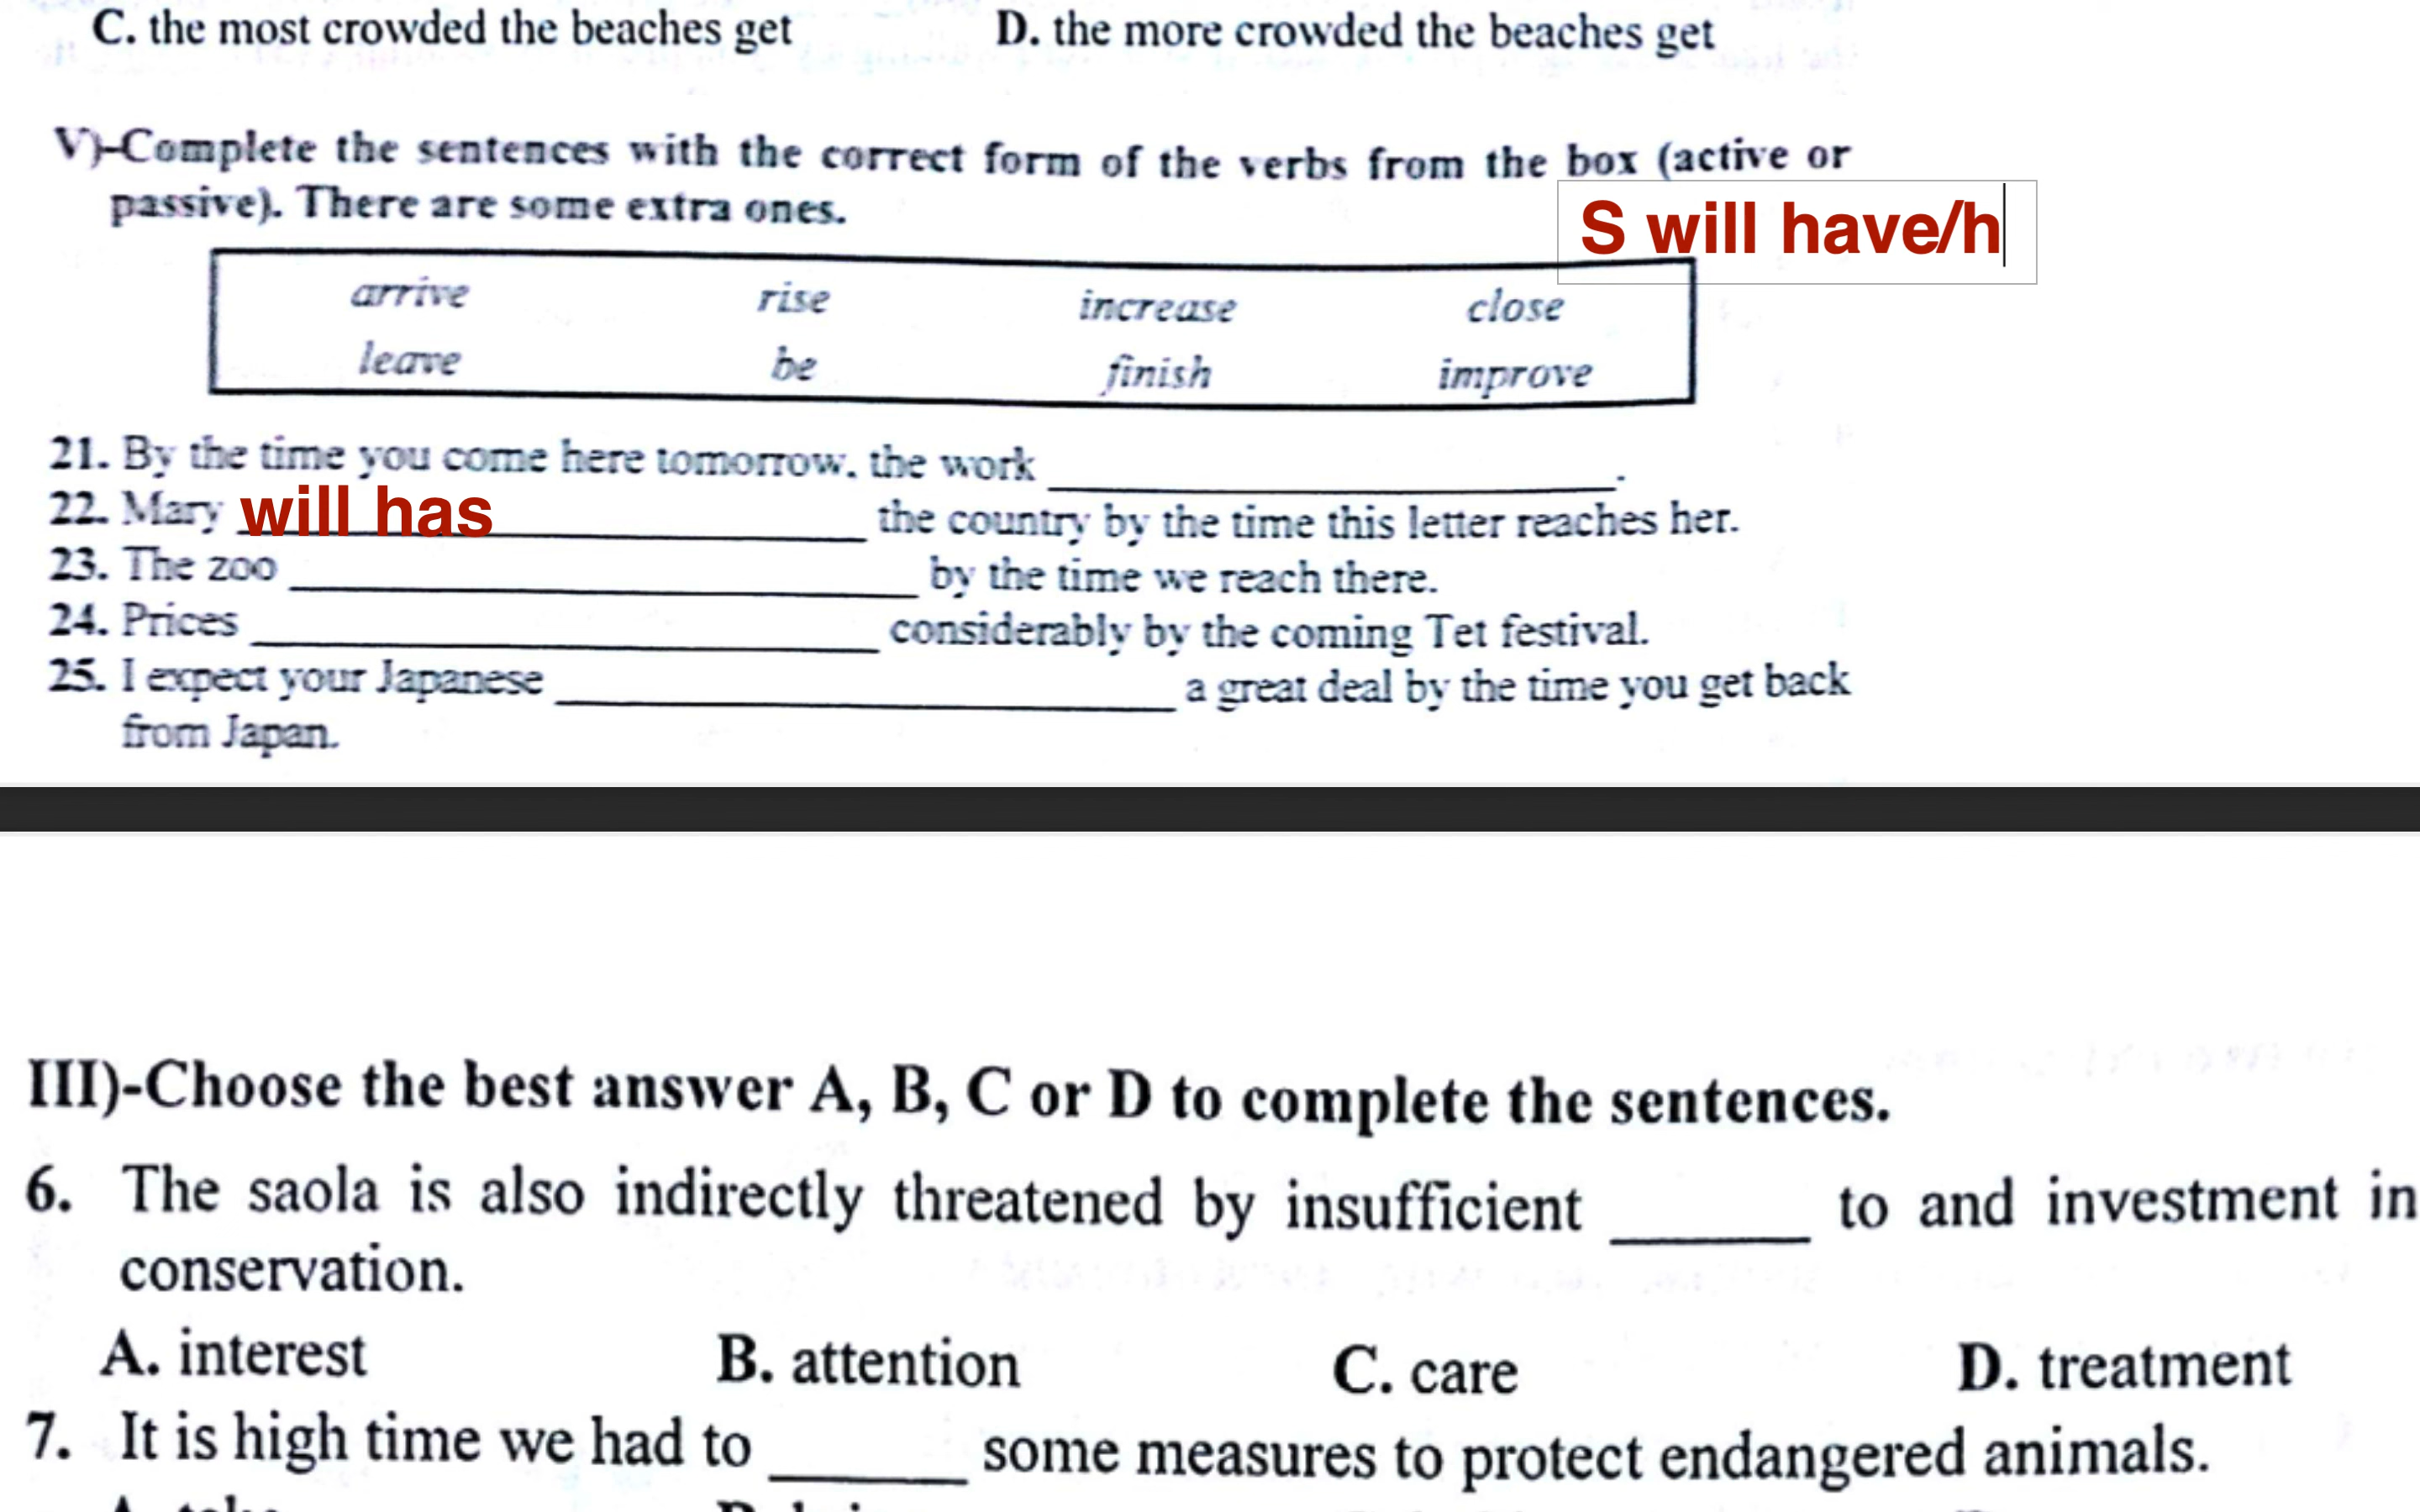 C. the most crowded the beaches get D. the more crowded the beaches get
V)-Complete the sentences with the correct form of the verbs from the box (active or
passive). There are some extra ones.
S will have/h
arrive rise increase close
leave be finish improve
21. By the time you come here tomorrow, the work ____________.
22. Mary will has ____________ the country by the time this letter reaches her.
23. The zoo ____________ by the time we reach there.
24. Prices ____________ considerably by the coming Tet festival.
25. I expect your Japanese ____________ a great deal by the time you get back
from Japan.
III)-Choose the best answer A, B, C or D to complete the sentences.
6. The saola is also indirectly threatened by insufficient ______ to and investment in
conservation.
A. interest B. attention C. care D. treatment
7. It is high time we had to ______ some measures to protect endangered animals.